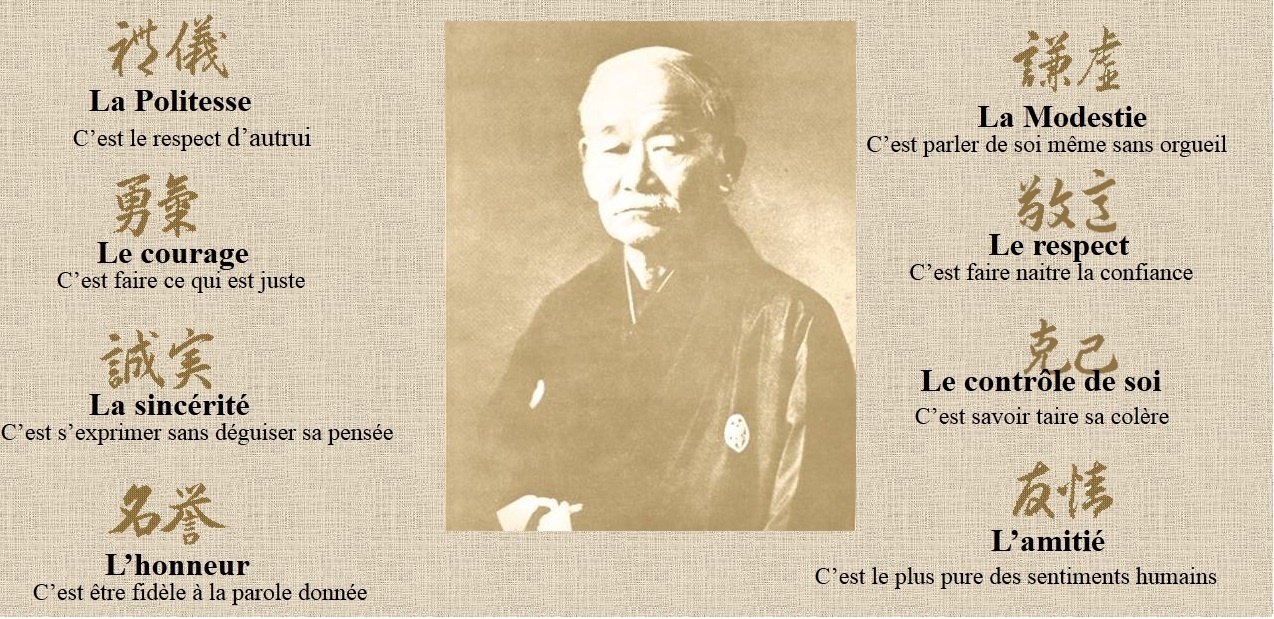 禮儀
La Politesse
C’est le respect d’autrui
勇氣
Le courage
C’est faire ce qui est juste
誠実
La sincérité
C’est s’exprimer sans déguiser sa pensée
名誉
L’honneur
C’est être fidèle à la parole donnée
謙虚
La Modestie
C’est parler de soi même sans orgueil
敬
Le respect
C’est faire naitre la confiance
克己
Le contrôle de soi
C’est savoir taire sa colère
友情
L’amitié
C’est le plus pure des sentiments humains